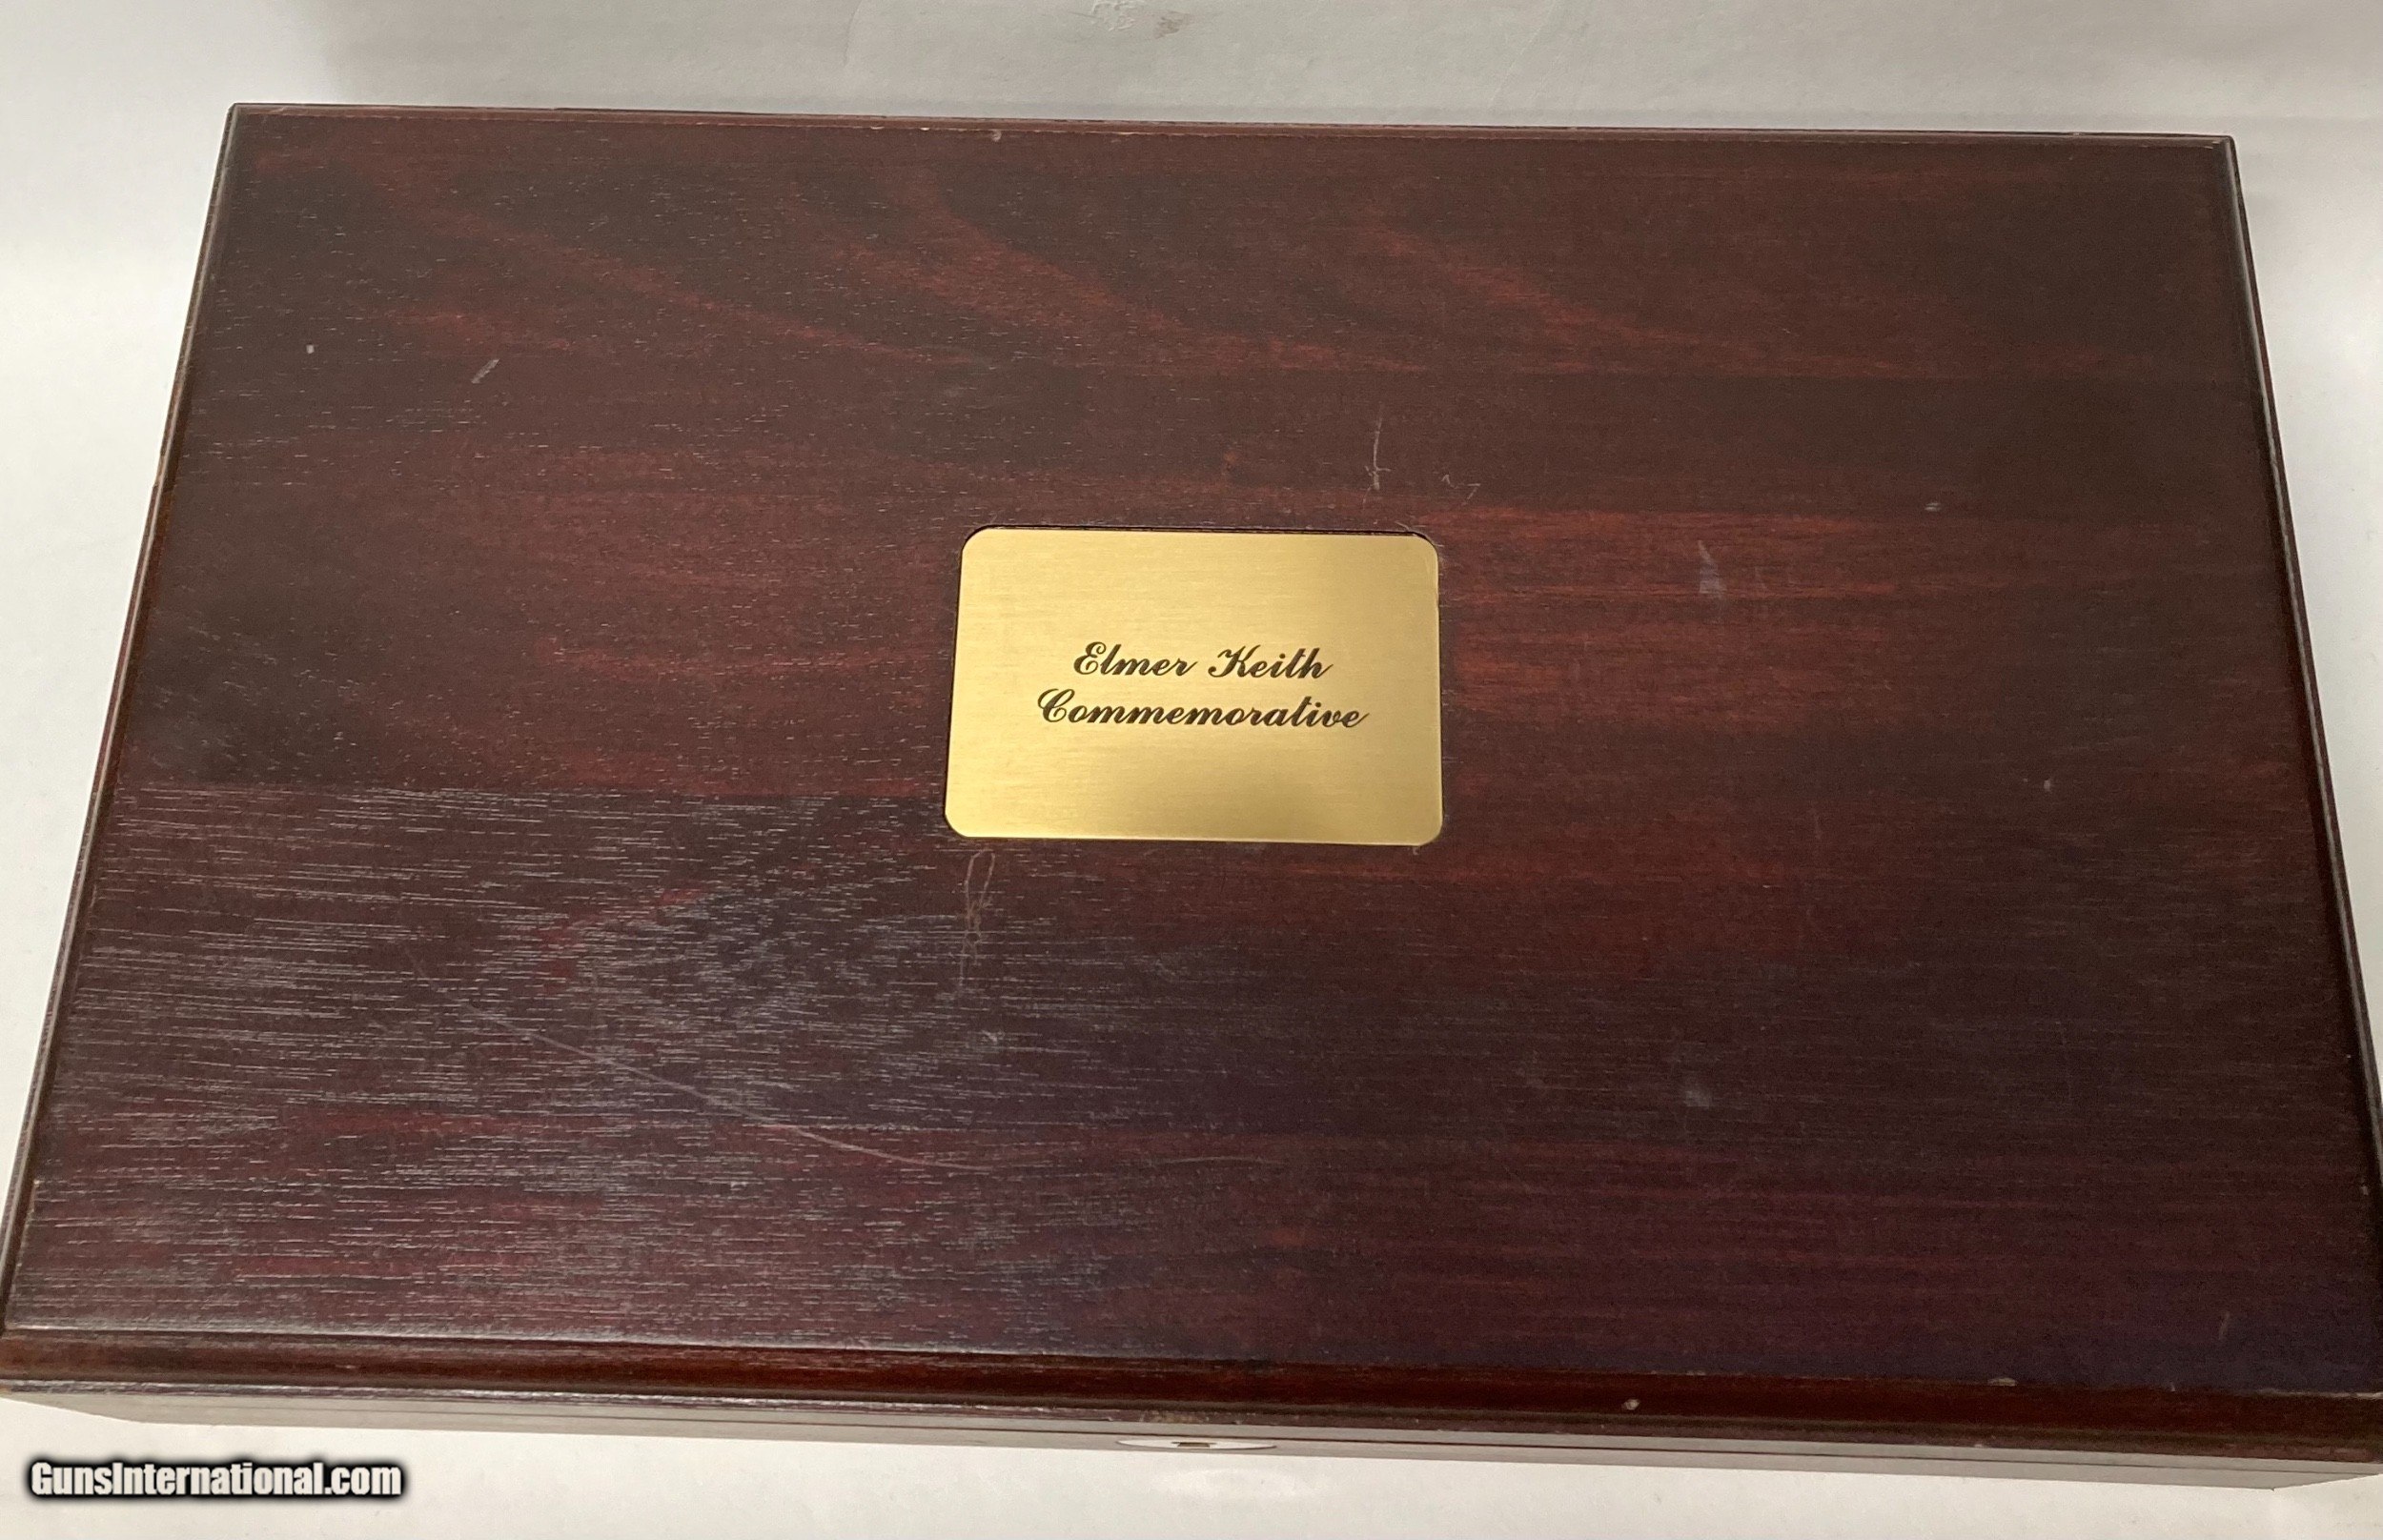 Elmer Keith
Commemorative
GunsInternational.com